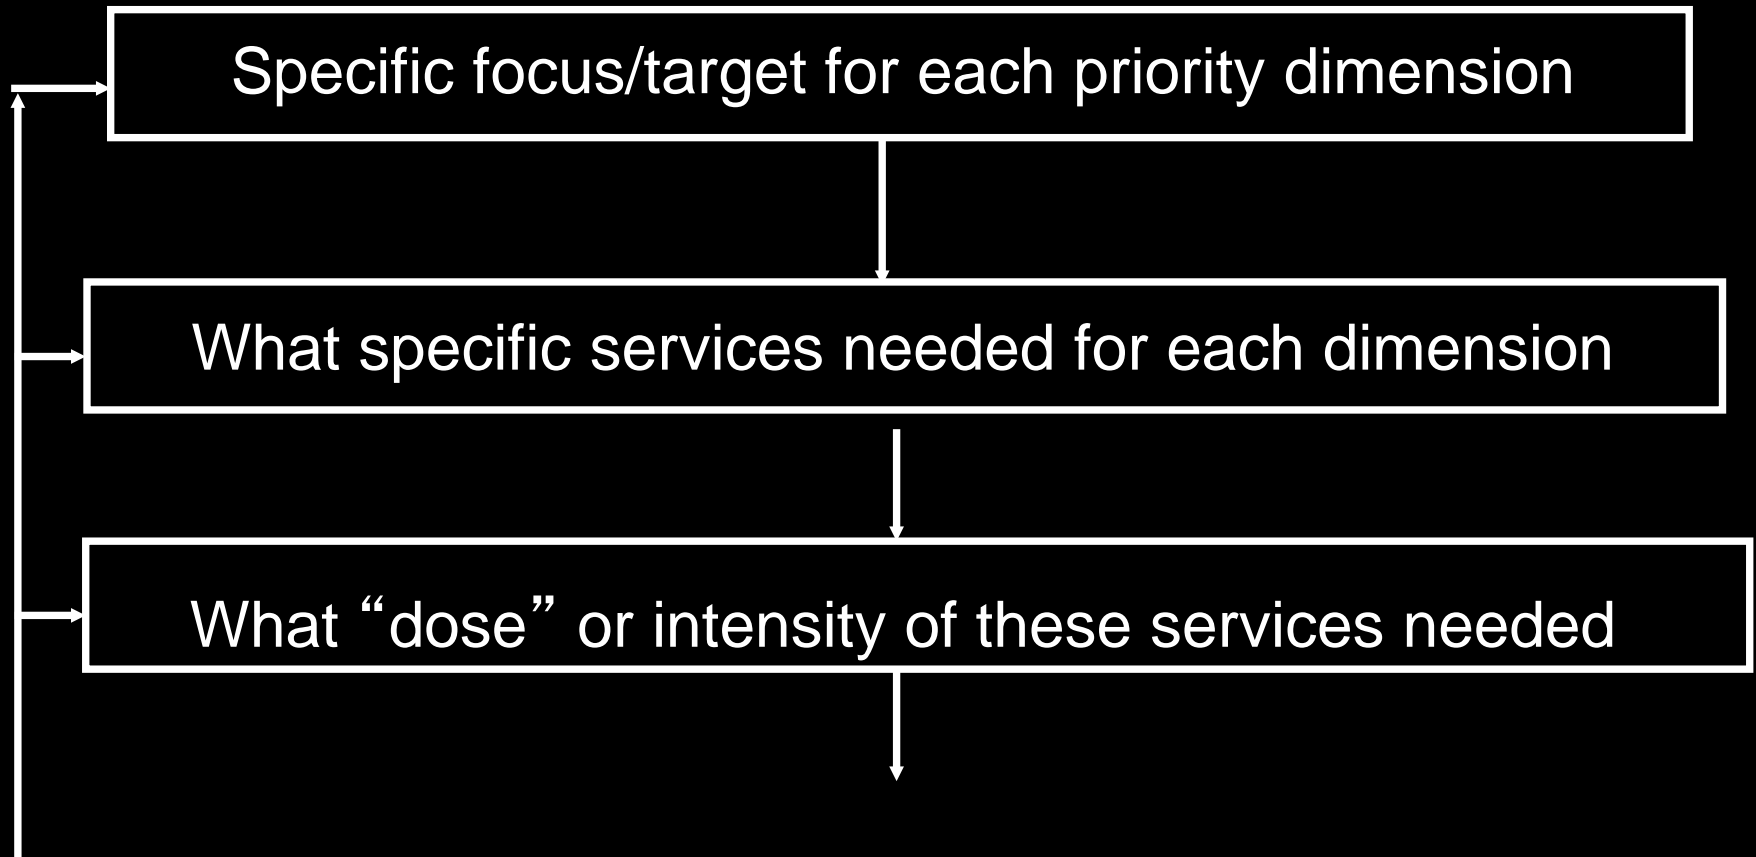 Specific focus/target for each priority dimension
What specific services needed for each dimension
What “dose” or intensity of these services needed